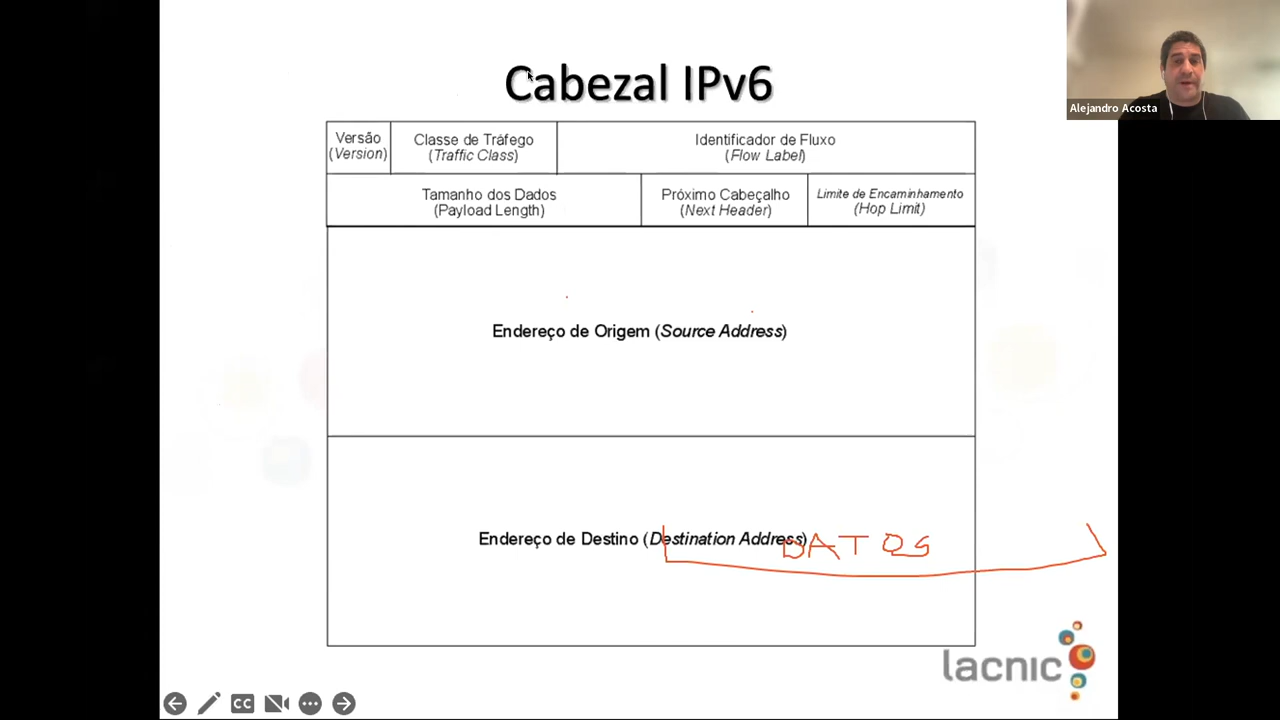 Cabezal IPv6
Alejandro Acosta
Versão
(Version)
Classe de Tráfego
(Traffic Class)
Identificador de Fluxo
(Flow Label)
Tamanho dos Dados
(Payload Length)
Próximo Cabeçalho
(Next Header)
Limite de Encaminhamento
(Hop Limit)
Endereço de Origem (Source Address)
Endereço de Destino (Destination Address)
DATOS
lacnic
CC